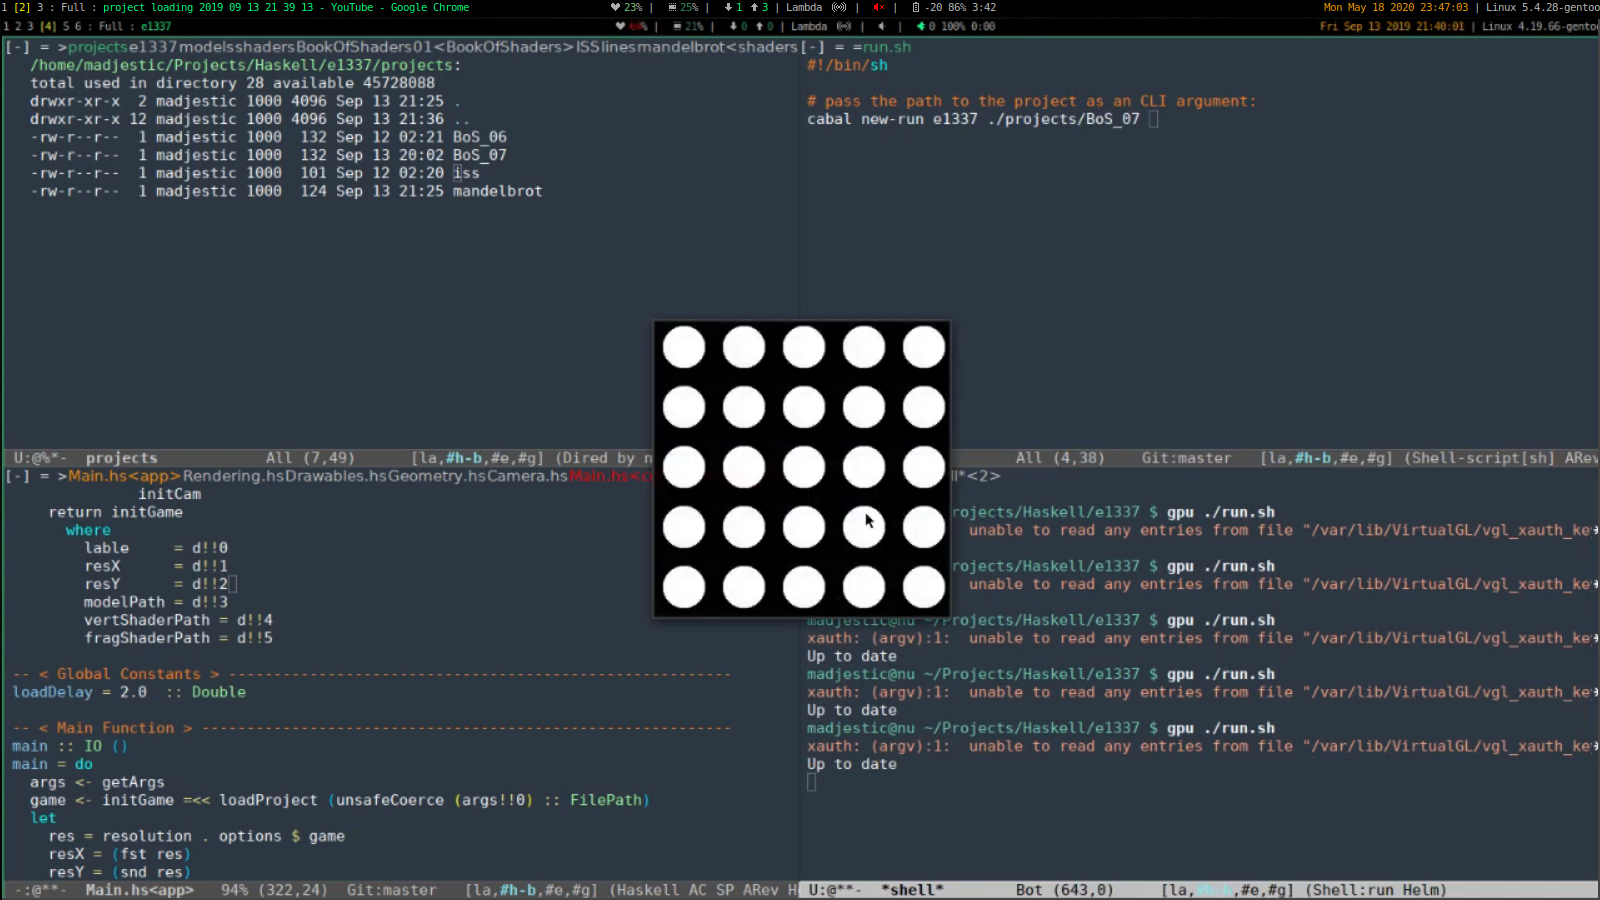 1 [2] 3 : Full : project loading 2019 09 13 21 39 13 - YouTube - Google Chrome 23% | 25% | 1 3 | Lambda | | -20 86% 3:42 Mon May 18 2020 23:47:03 | Linux 5.4.28-gentoo
1 2 3 [4] 5 6 : Full : e1337 | 21% | 0 0 | Lambda | | 0 100% 0:00 Fri Sep 13 2019 21:40:01 | Linux 4.19.66-gentoo
[-] = >projectse1337modelsshadersBookOfShaders01<BookOfShaders>ISSlinesmandelbrot<shaders
/home/madjestic/Projects/Haskell/e1337/projects:
total used in directory 28 available 45728088
drwxr-xr-x 2 madjestic 1000 4096 Sep 13 21:25 .
drwxr-xr-x 12 madjestic 1000 4096 Sep 13 21:36 ..
-rw-r--r-- 1 madjestic 1000 132 Sep 12 02:21 BoS_06
-rw-r--r-- 1 madjestic 1000 132 Sep 13 20:02 BoS_07
-rw-r--r-- 1 madjestic 1000 101 Sep 12 02:20 iss
-rw-r--r-- 1 madjestic 1000 124 Sep 13 21:25 mandelbrot
U:@%*- projects All (7,49) [la,#h-b,#e,#g] (Dired by n
[-] = =run.sh
#!/bin/sh
# pass the path to the project as an CLI argument:
cabal new-run e1337 ./projects/BoS_07
All (4,38) Git:master [la,#h-b,#e,#g] (Shell-script[sh] ARev
[-] = >Main.hs<app>Rendering.hsDrawables.hsGeometry.hsCamera.hsMain.hs<c
initCam
return initGame
where
lable = d!!0
resX = d!!1
resY = d!!2
modelPath = d!!3
vertShaderPath = d!!4
fragShaderPath = d!!5
-- < Global Constants > --------------------------------------------------------
loadDelay = 2.0 :: Double
-- < Main Function > -----------------------------------------------------------
main :: IO ()
main = do
args <- getArgs
game <- initGame =<< loadProject (unsafeCoerce (args!!0) :: FilePath)
let
res = resolution . options $ game
resX = (fst res)
resY = (snd res)
-:@**- Main.hs<app> 94% (322,24) Git:master [la,#h-b,#e,#g] (Haskell AC SP ARev H
ll*<2>
rojects/Haskell/e1337 $ gpu ./run.sh
unable to read any entries from file "/var/lib/VirtualGL/vgl_xauth_ke
rojects/Haskell/e1337 $ gpu ./run.sh
unable to read any entries from file "/var/lib/VirtualGL/vgl_xauth_ke
madjestic@nu ~/Projects/Haskell/e1337 $ gpu ./run.sh
xauth: (argv):1: unable to read any entries from file "/var/lib/VirtualGL/vgl_xauth_ke
Up to date
madjestic@nu ~/Projects/Haskell/e1337 $ gpu ./run.sh
xauth: (argv):1: unable to read any entries from file "/var/lib/VirtualGL/vgl_xauth_ke
Up to date
madjestic@nu ~/Projects/Haskell/e1337 $ gpu ./run.sh
xauth: (argv):1: unable to read any entries from file "/var/lib/VirtualGL/vgl_xauth_ke
Up to date
U:@**- *shell* Bot (643,0) [la,#h-b,#e,#g] (Shell:run Helm)